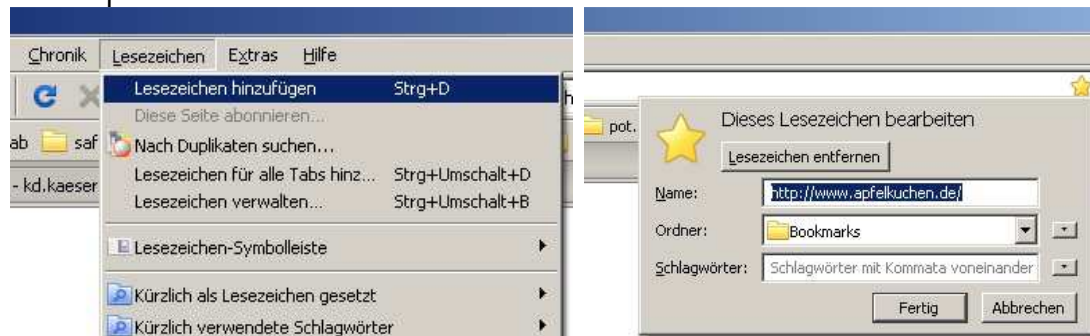 Chronik Lesezeichen Extras Hilfe
Lesezeichen hinzufügen Strg+D
Diese Seite abonnieren...
ab saf Nach Duplikaten suchen...
Lesezeichen für alle Tabs hinz... Strg+Umschalt+D
- kd.kaeser
Lesezeichen verwalten... Strg+Umschalt+B
Lesezeichen-Symbolleiste
Kürzlich als Lesezeichen gesetzt
Kürzlich verwendete Schlagwörter
pot.
Dieses Lesezeichen bearbeiten
Lesezeichen entfernen
Name: http://www.apfelkuchen.de/
Ordner: Bookmarks
Schlagwörter: Schlagwörter mit Kommata voneinander
Fertig Abbrechen